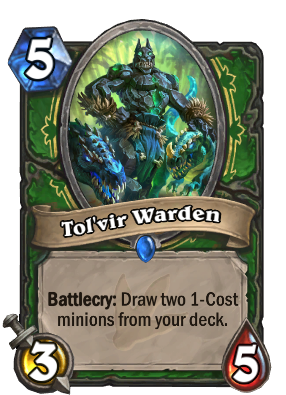 5
Tol'vir Warden
Battlecry: Draw two 1-Cost
minions from your deck.
3
5